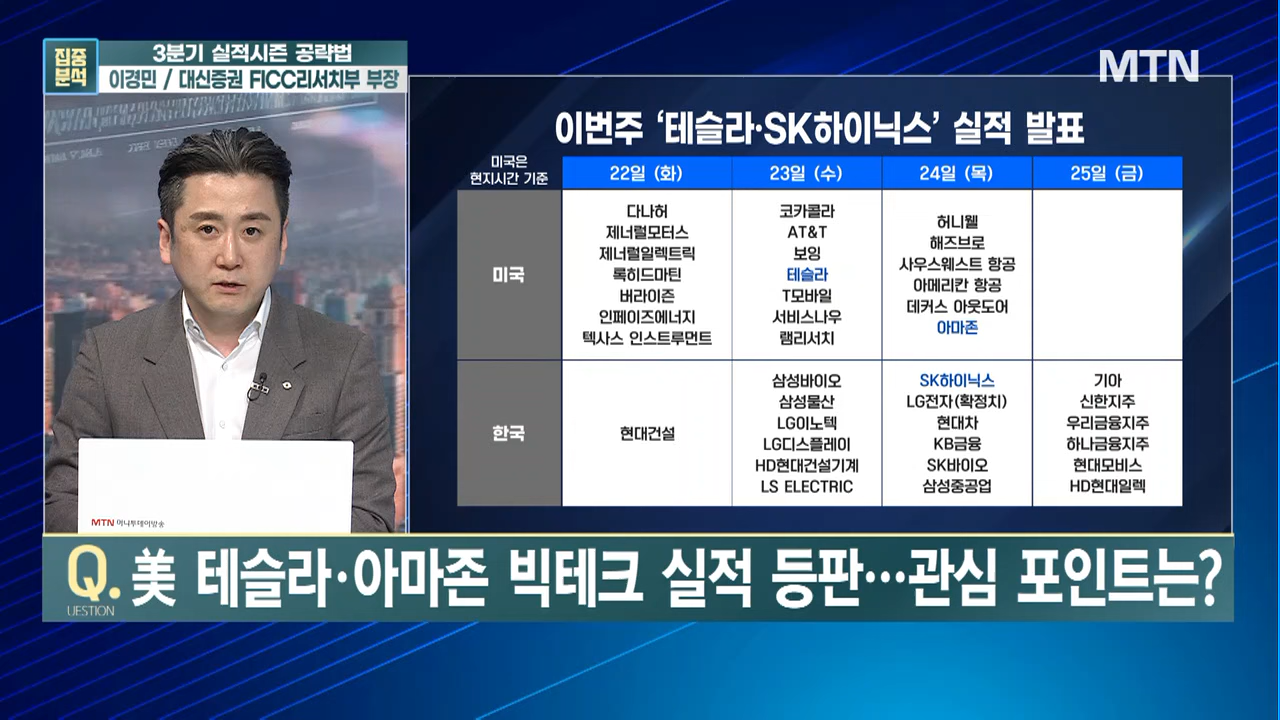 집중
분석
3분기 실적시즌 공략법
이경민 / 대신증권 FICC리서치부 부장
MTN
이번주 ‘테슬라·SK하이닉스’ 실적 발표
미국은
현지시간 기준
22일 (화)
23일 (수)
24일 (목)
25일 (금)
미국
다나허
제너럴모터스
제너럴일렉트릭
록히드마틴
버라이즌
인페이즈에너지
텍사스 인스트루먼트
코카콜라
AT&T
보잉
테슬라
T모바일
서비스나우
램리서치
허니웰
해즈브로
사우스웨스트 항공
아메리칸 항공
데커스 아웃도어
아마존
한국
현대건설
삼성바이오
삼성물산
LG이노텍
LG디스플레이
HD현대건설기계
LS ELECTRIC
SK하이닉스
LG전자(확정치)
현대차
KB금융
SK바이오
삼성중공업
기아
신한지주
우리금융지주
하나금융지주
현대모비스
HD현대일렉
MTN 머니투데이방송
Q.
UESTION
美 테슬라·아마존 빅테크 실적 등판…관심 포인트는?